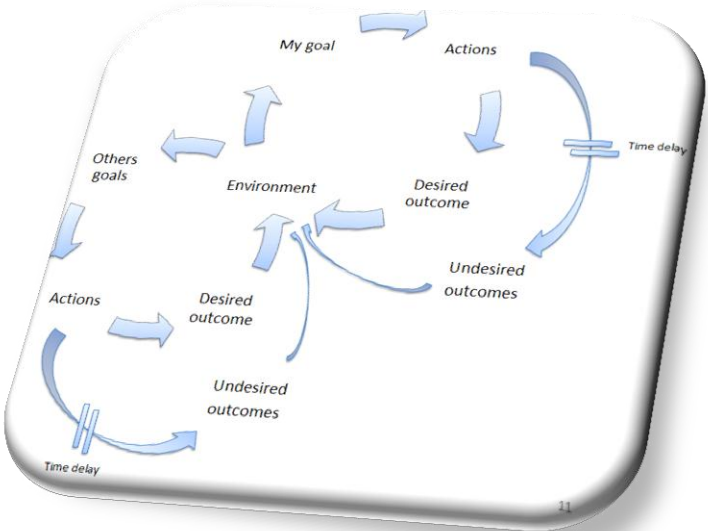 My goal
Actions
Time delay
Others
goals
Environment
Desired
outcome
Undesired
outcomes
Actions
Desired
outcome
Undesired
outcomes
Time delay
11